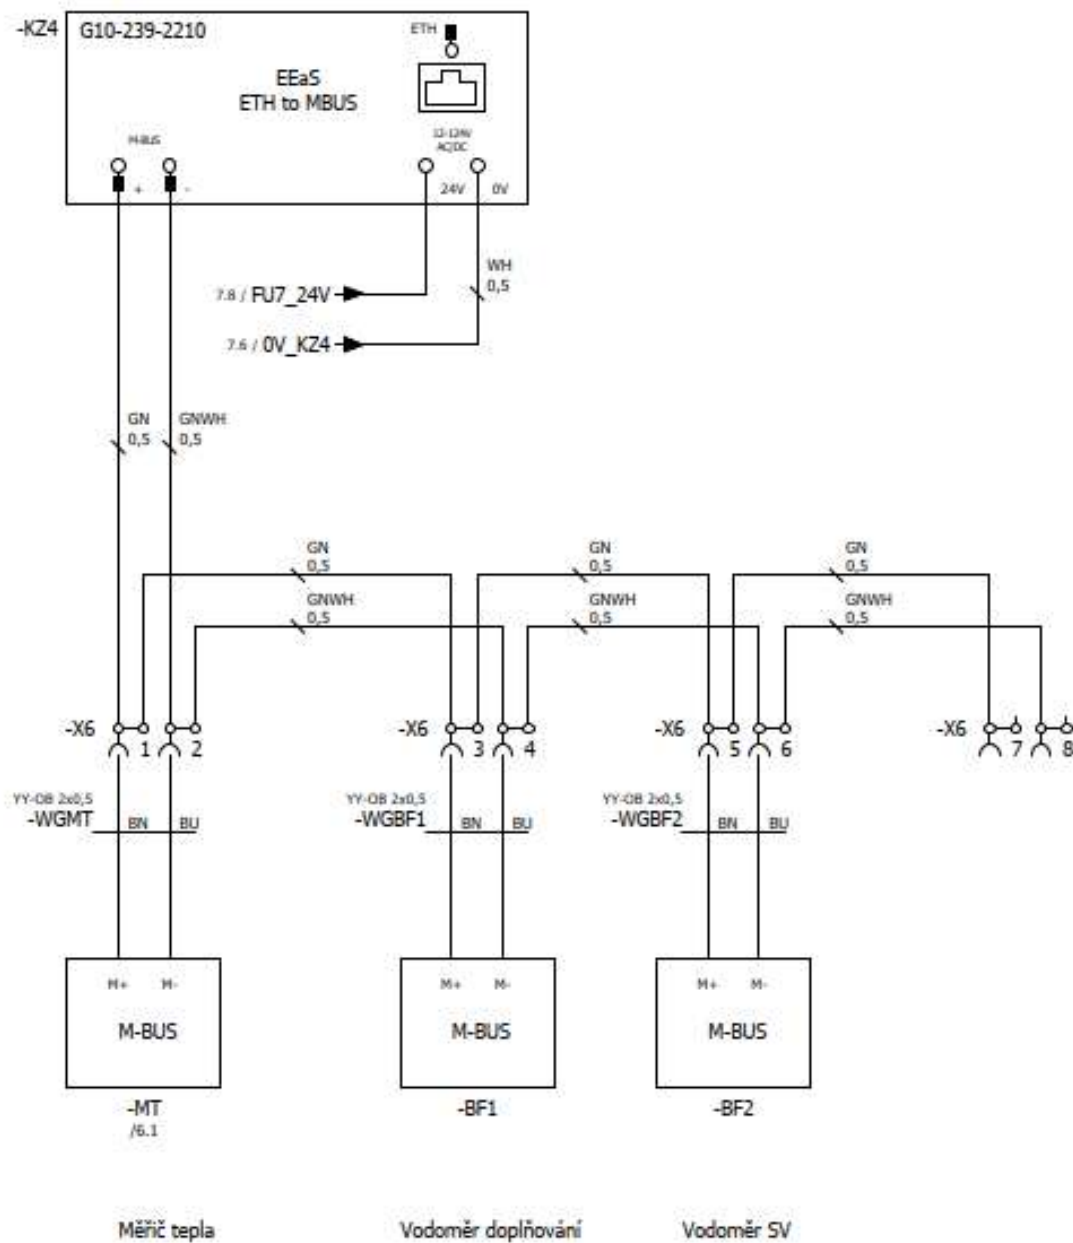 -KZ4
G10-239-2210
ETH
EEaS
ETH to MBUS
M-BUS
12-124V
AC/DC
+ -
24V 0V
WH
0,5
7.8 / FU7_24V
7.6 / 0V_KZ4
GN
0,5
GNWH
0,5
GN
0,5
GN
0,5
GN
0,5
GNWH
0,5
GNWH
0,5
GNWH
0,5
-X6 1 2
-X6 3 4
-X6 5 6
-X6 7 8
YY-OB 2x0,5
-WGMT BN BU
YY-OB 2x0,5
-WGBF1 BN BU
YY-OB 2x0,5
-WGBF2 BN BU
M+ M-
M-BUS
-MT
/6.1
M+ M-
M-BUS
-BF1
M+ M-
M-BUS
-BF2
Měřič tepla
Vodoměr doplňování
Vodoměr SV